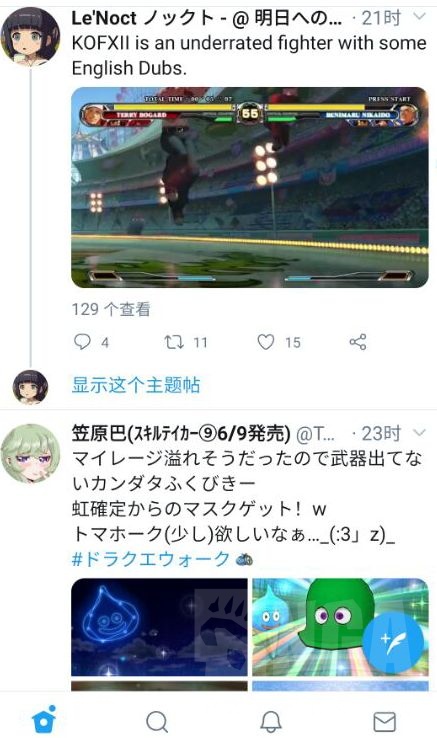 Le'Noct ノックト - @ 明日への... · 21时
KOFXII is an underrated fighter with some
English Dubs.
PRESS START
TERRY BOGARD
55
BENIMARU NIKAIDO
129 个查看
4
11
15
显示这个主题帖
笠原巴(ｽｷﾙﾃｲｶｰ⑨6/9発売) @T... · 23时
マイレージ溢れそうだったので武器出てな
いカンダタふくびきー
虹確定からのマスクゲット！w
トマホーク(少し)欲しいなぁ..._(:3」z)_
#ドラクエウォーク